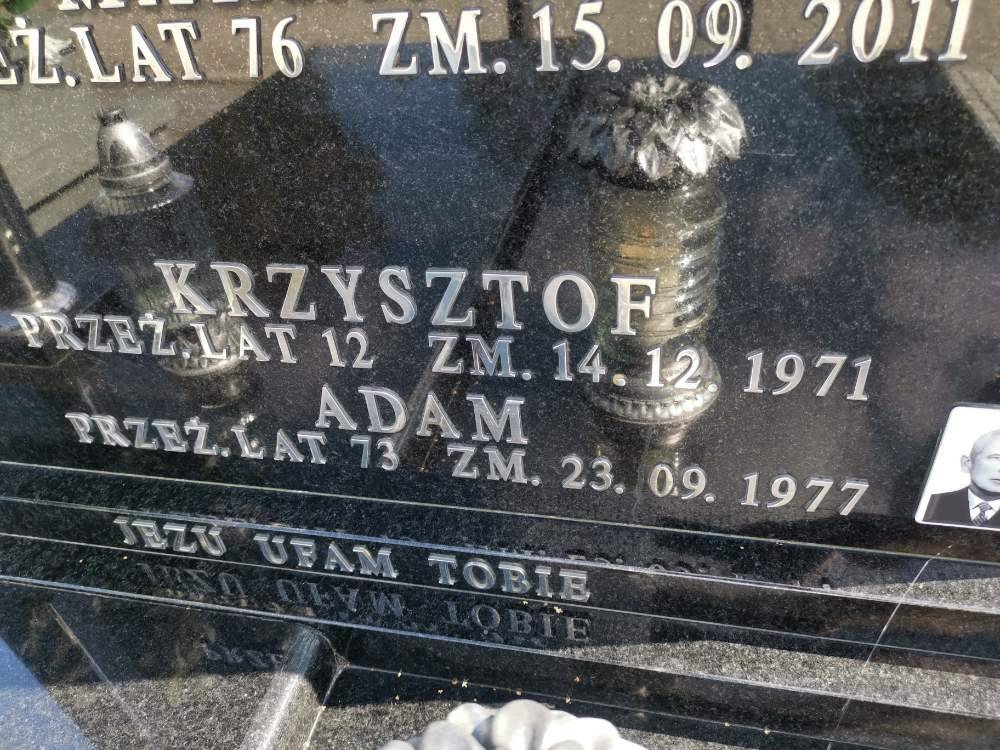 LAT 76 ZM. 15. 09. 2011
KRZYSZTOF
PRZEŻ. LAT 12 ZM. 14. 12. 1971
ADAM
PRZEŻ. LAT 73 ZM. 23. 09. 1977
JEZU UFAM TOBIE